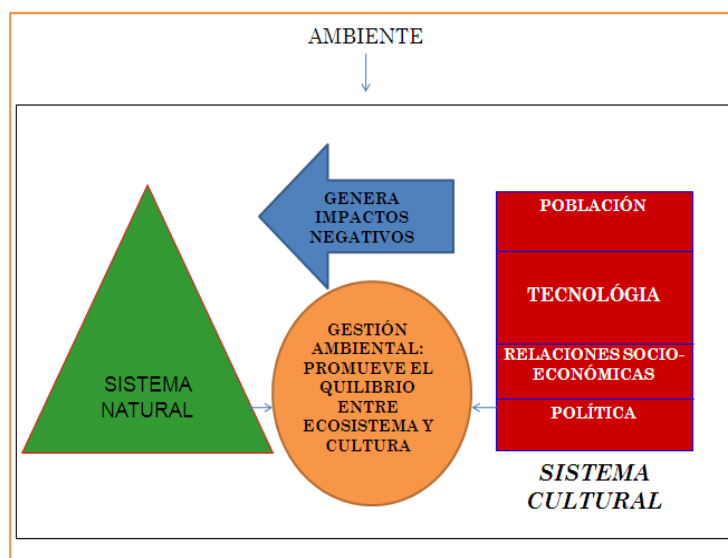 AMBIENTE
GENERA
IMPACTOS
NEGATIVOS
POBLACIÓN
TECNOLÓGIA
RELACIONES SOCIO-
ECONÓMICAS
POLÍTICA
SISTEMA
CULTURAL
GESTIÓN
AMBIENTAL:
PROMUEVE EL
QUILIBRIO
ENTRE
ECOSISTEMA Y
CULTURA
SISTEMA
NATURAL